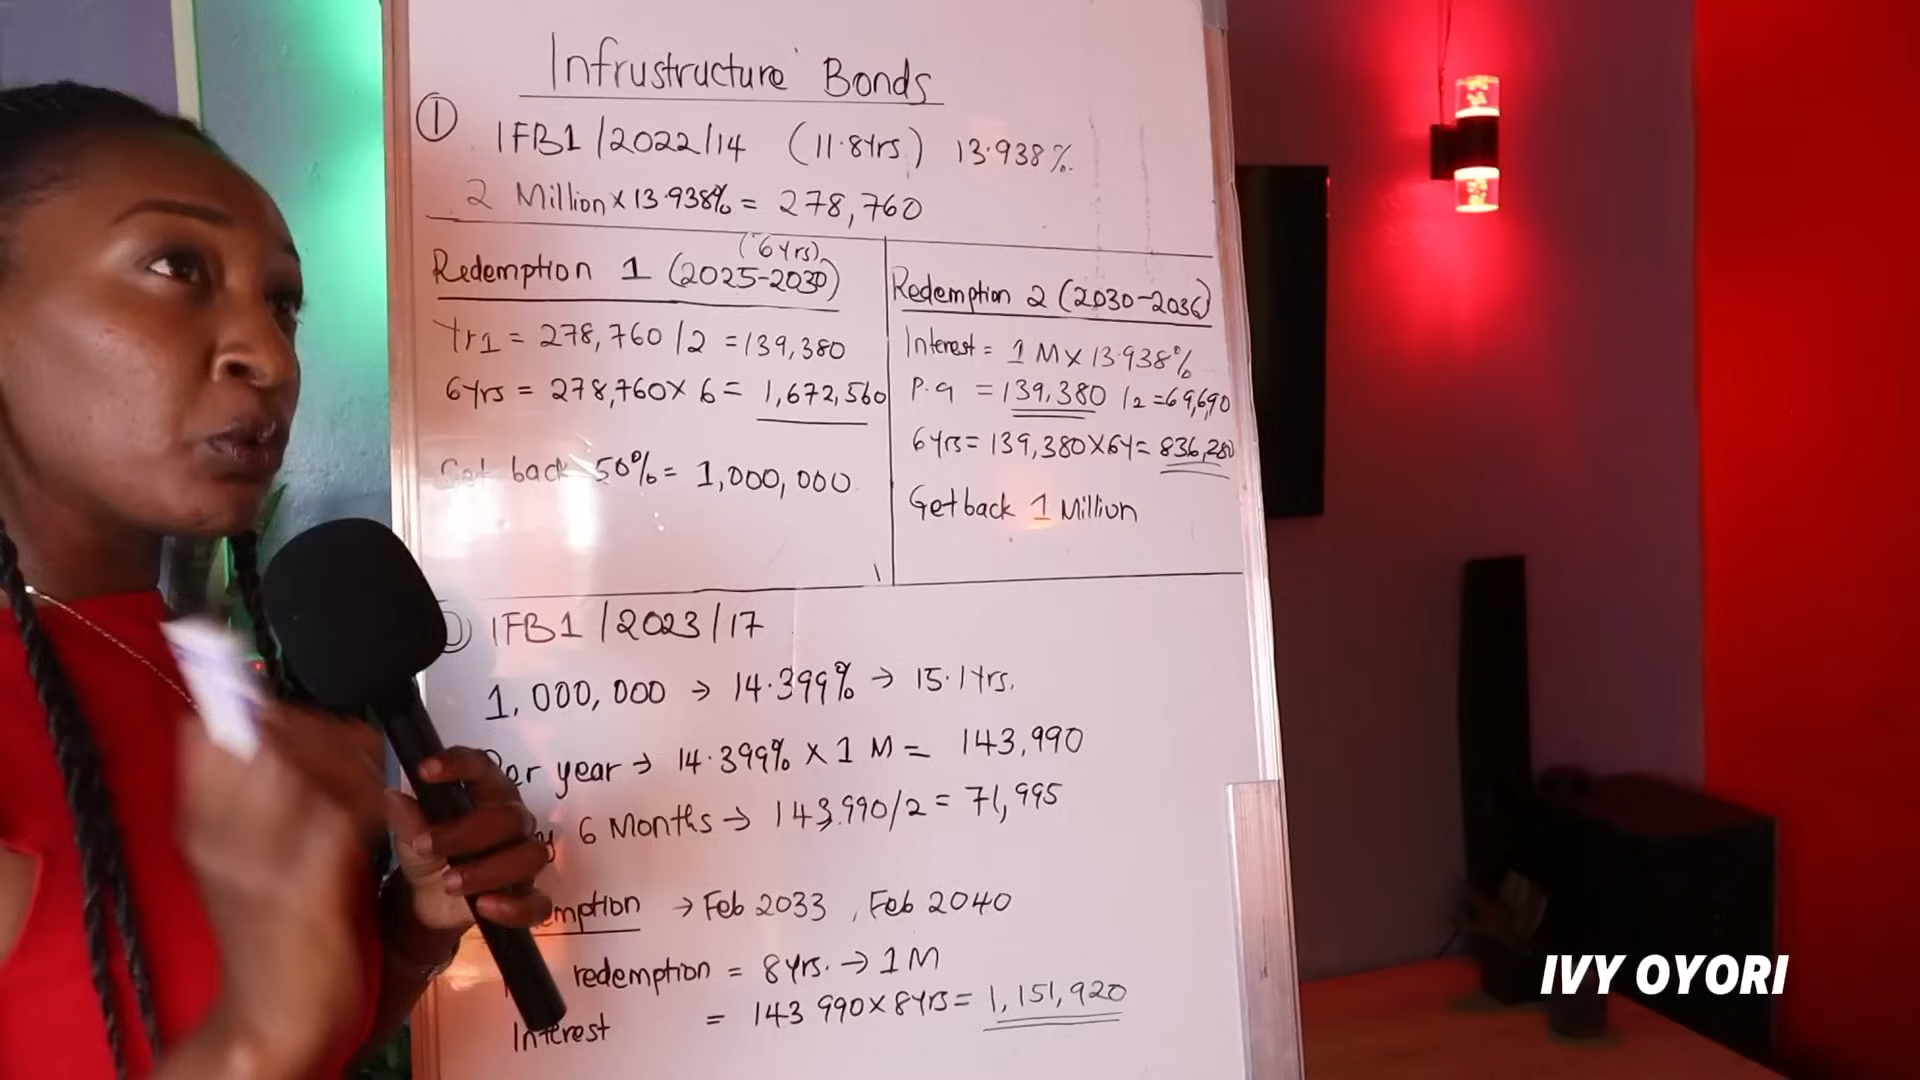 Infrustructure Bonds
1
IFB1/2022/14 (11.8yrs) 13.938%
2 Million x 13.938% = 278,760
(6yrs)
Redemption 1 (2025-2030)
Yr1 = 278,760/2 = 139,380
6yrs = 278,760 x 6 = 1,672,560
Get back 50% = 1,000,000
Redemption 2 (2030-2036)
Interest = 1 M x 13.938%
P.a = 139,380 /2 = 69,690
6yrs = 139,380 x 6y = 836,280
Get back 1 Million
IFB1/2023/17
1,000,000 → 14.399% → 15.1yrs.
Per year → 14.399% x 1 M = 143,990
6 Months → 143,990/2 = 71,995
emption → Feb 2033, Feb 2040
redemption = 8yrs. → 1 M
Interest = 143 990 x 8yrs = 1,151,920
IVY OYORI